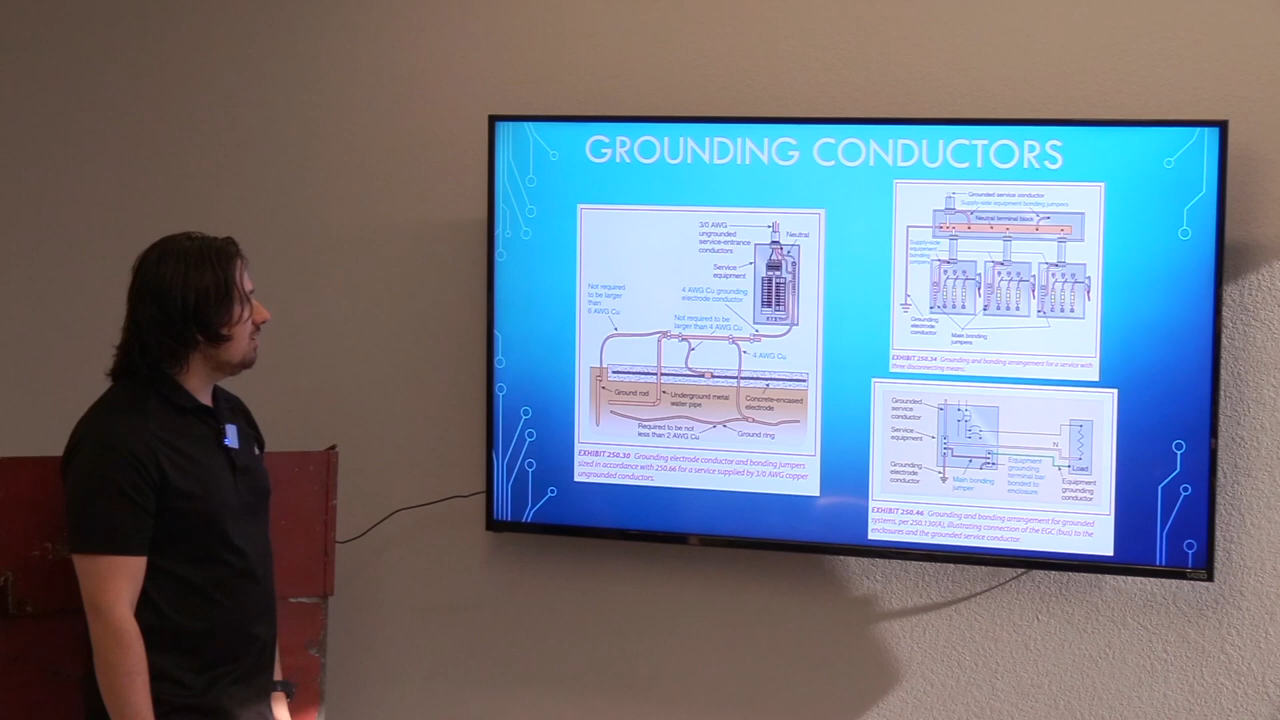 GROUNDING CONDUCTORS
3/0 AWG
ungrounded
service-entrance
conductors
Neutral
Service
equipment
Not required
to be larger
than
6 AWG Cu
4 AWG Cu grounding
electrode conductor
Not required to be
larger than 4 AWG Cu
4 AWG Cu
Ground rod
Underground metal
water pipe
Concrete-encased
electrode
Required to be not
less than 2 AWG Cu
Ground ring
EXHIBIT 250.30 Grounding electrode conductor and bonding jumpers
sized in accordance with 250.66 for a service supplied by 3/0 AWG copper
ungrounded conductors.
Grounded service conductor
Supply-side equipment bonding jumpers
Neutral terminal block
Supply-side
equipment
bonding
jumpers
Grounding
electrode
conductor
Main bonding
jumpers
EXHIBIT 250.34 Grounding and bonding arrangement for a service with
three disconnecting means.
Grounded
service
conductor
Service
equipment
Grounding
electrode
conductor
Main bonding
jumper
Equipment
grounding
terminal bar
bonded to
enclosure
N
Load
Equipment
grounding
conductor
EXHIBIT 250.46 Grounding and bonding arrangement for grounded
systems, per 250.130(A), illustrating connection of the EGC (bus) to the
enclosures and the grounded service conductor.
VIZIO